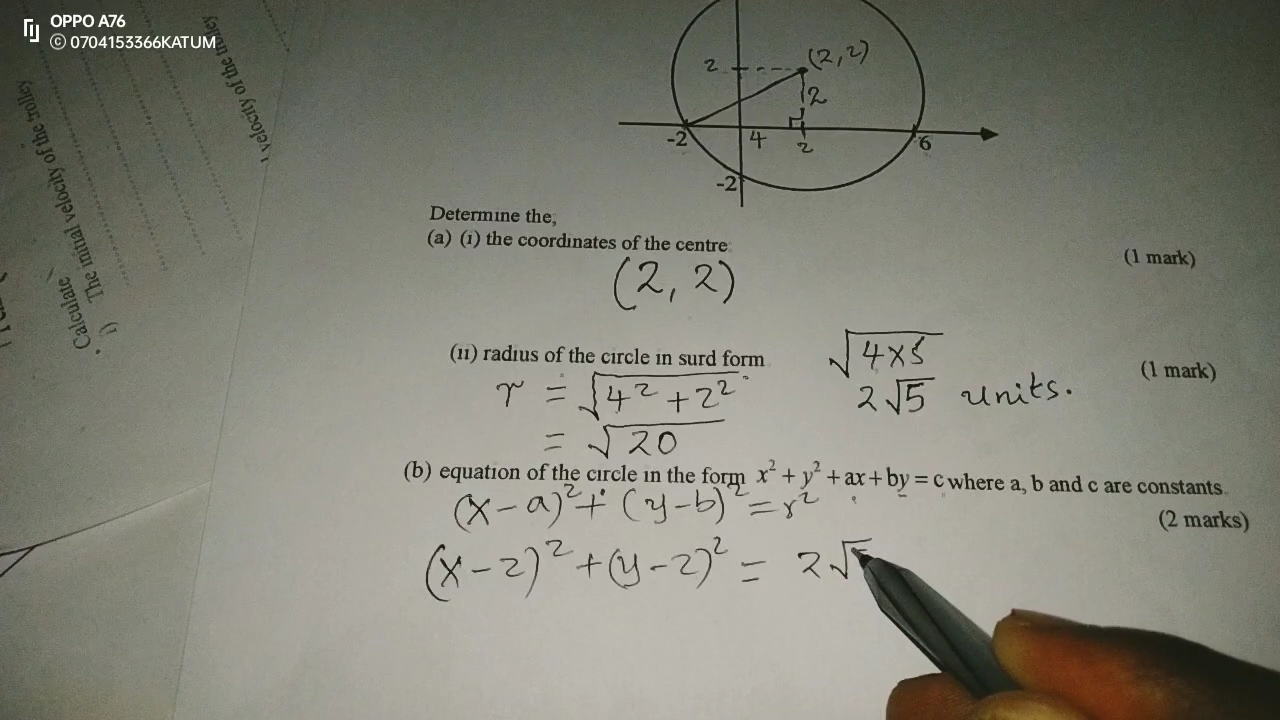 OPPO A76
© 0704153366KATUM
velocity of the trolley
Calculate
i) The initial velocity of the trolley
(2,2)
2
2
-2
4
2
6
-2
Determine the,
(a) (i) the coordinates of the centre (1 mark)
(2, 2)
(ii) radius of the circle in surd form (1 mark)
r = √4² + 2²
= √20
√4×5
2√5 units.
(b) equation of the circle in the form x² + y² + ax + by = c where a, b and c are constants
(2 marks)
(x-a)² + (y-b)² = r²
(x-2)² + (y-2)² = 2√5